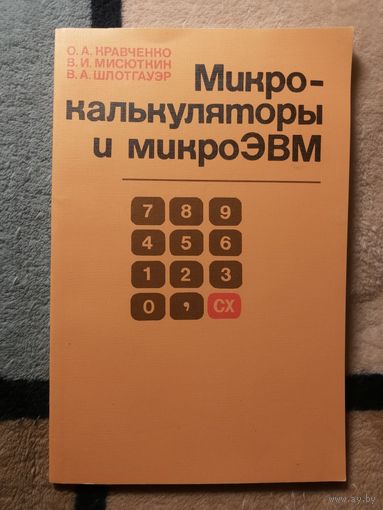 О. А. КРАВЧЕНКО
В. И. МИСЮТКИН
В. А. ШЛОТГАУЭР
Микро-
калькуляторы
и микроЭВМ
7 8 9
4 5 6
1 2 3
0 , СХ
www.ay.by